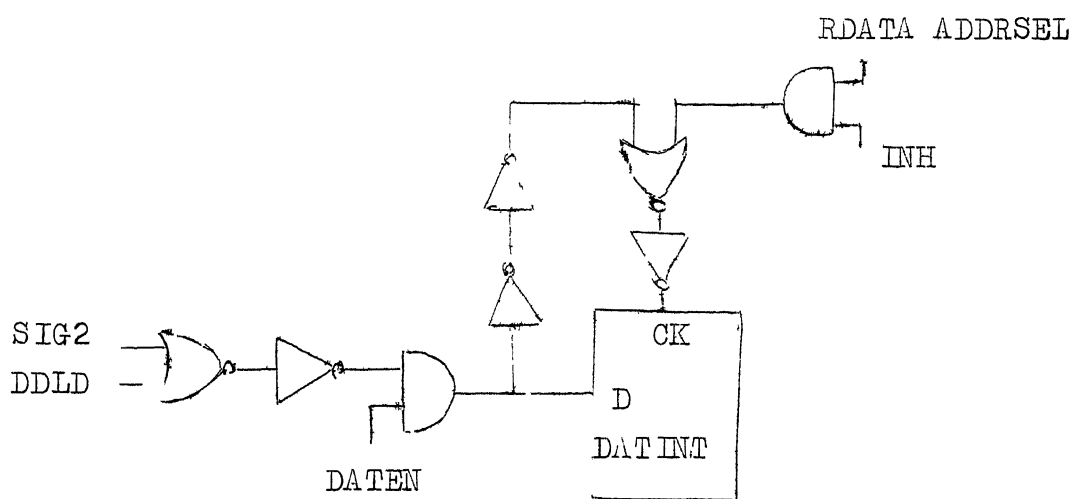 RDATA ADDRSEL
INH
SIG2
DDLD
CK
D
DATINT
DATEN